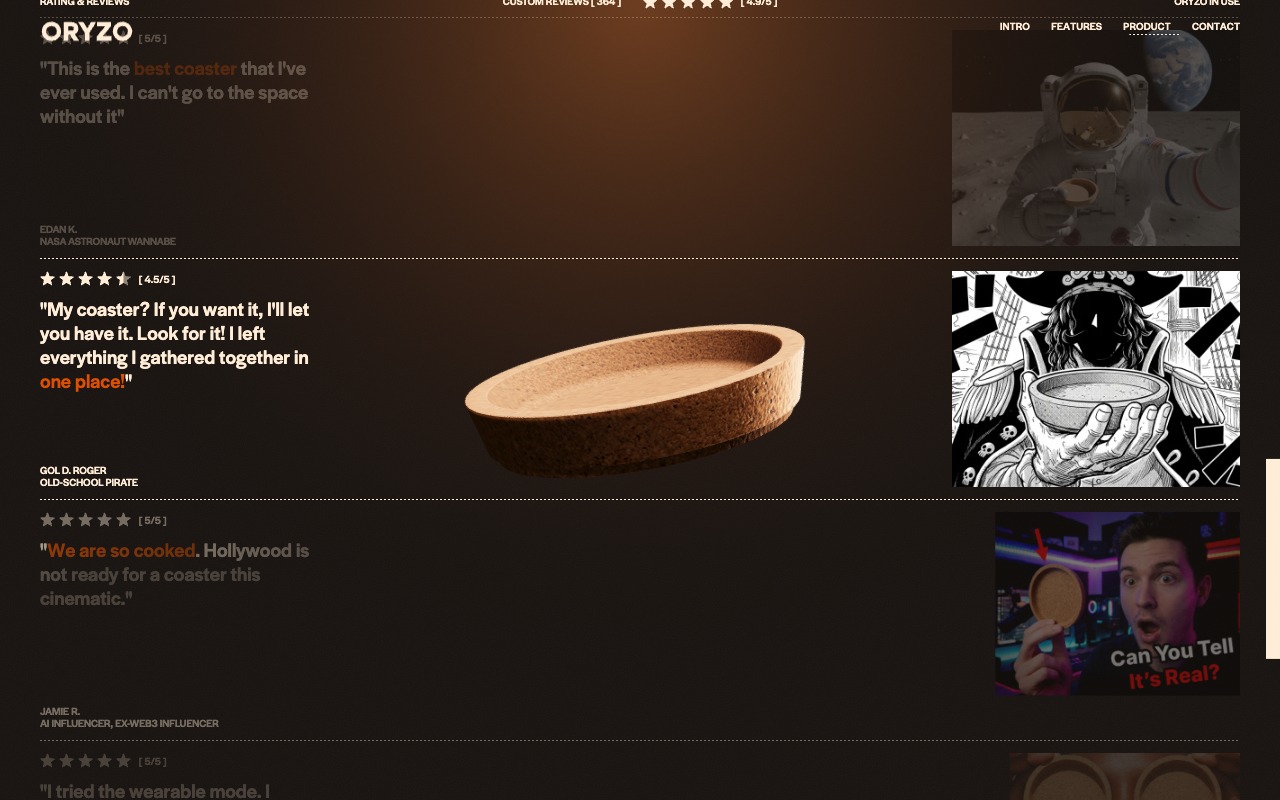 RATING & REVIEWS
CUSTOM REVIEWS [ 364 ]
[ 4.9/5 ]
ORYZO IN USE
ORYZO
INTRO
FEATURES
PRODUCT
CONTACT
[ 5/5 ]
"This is the best coaster that I've
ever used. I can't go to the space
without it"
EDAN K.
NASA ASTRONAUT WANNABE
[ 4.5/5 ]
"My coaster? If you want it, I'll let
you have it. Look for it! I left
everything I gathered together in
one place!"
GOL D. ROGER
OLD-SCHOOL PIRATE
[ 5/5 ]
"We are so cooked. Hollywood is
not ready for a coaster this
cinematic."
Can You Tell
It's Real?
JAMIE R.
AI INFLUENCER, EX-WEB3 INFLUENCER
[ 5/5 ]
"I tried the wearable mode. I